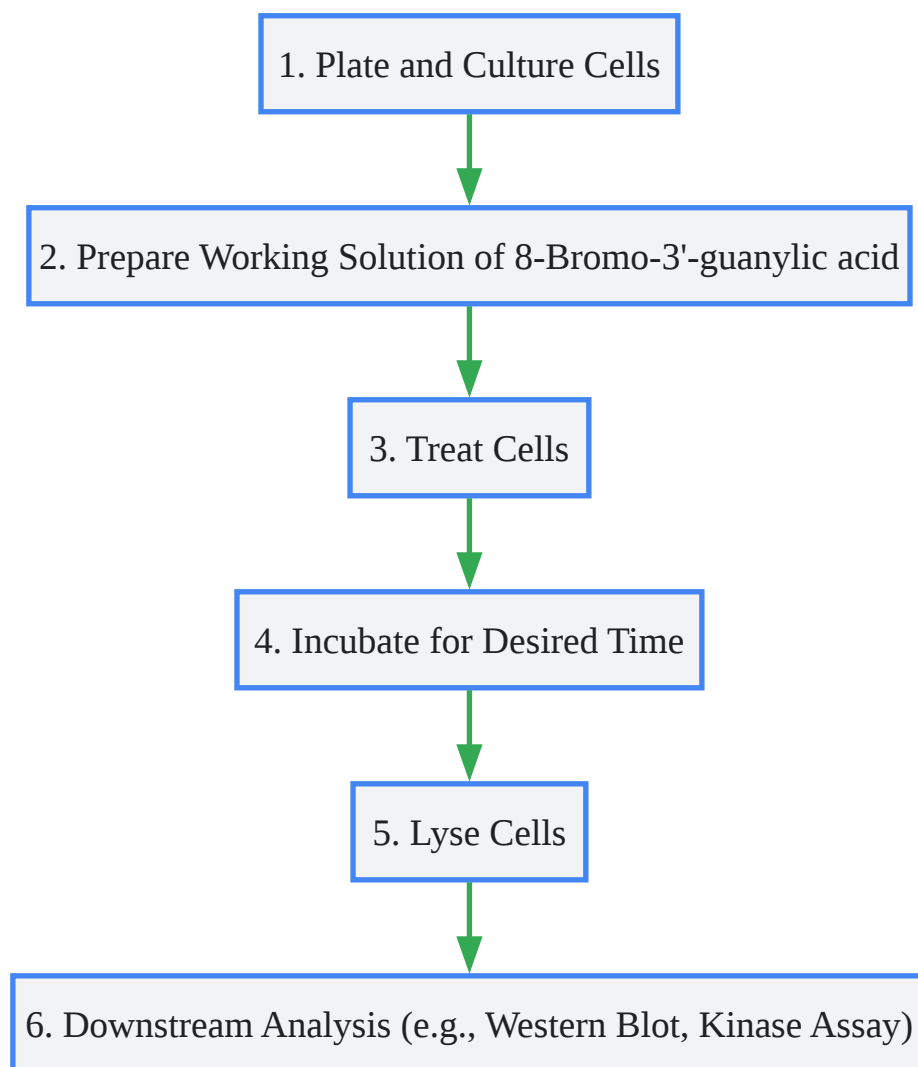 1. Plate and Culture Cells
2. Prepare Working Solution of 8-Bromo-3'-guanylic acid
3. Treat Cells
4. Incubate for Desired Time
5. Lyse Cells
6. Downstream Analysis (e.g., Western Blot, Kinase Assay)